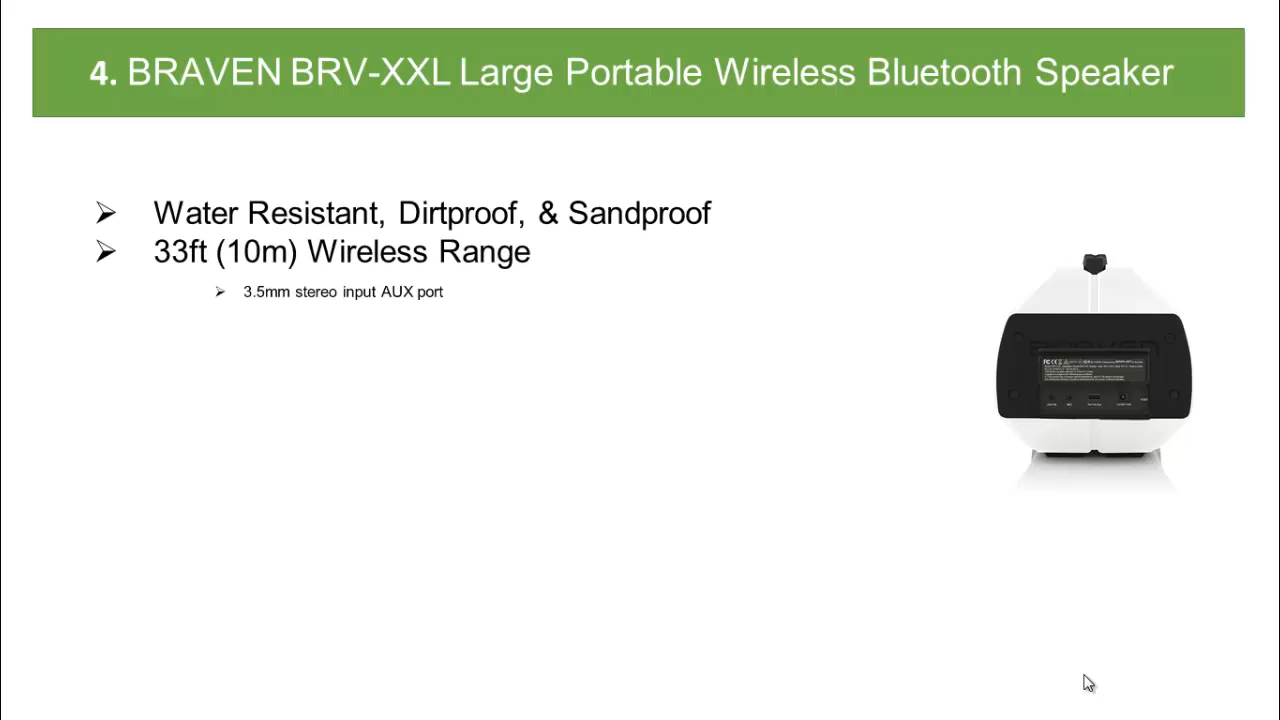 4. BRAVEN BRV-XXL Large Portable Wireless Bluetooth Speaker
Water Resistant, Dirtproof, & Sandproof
33ft (10m) Wireless Range
3.5mm stereo input AUX port